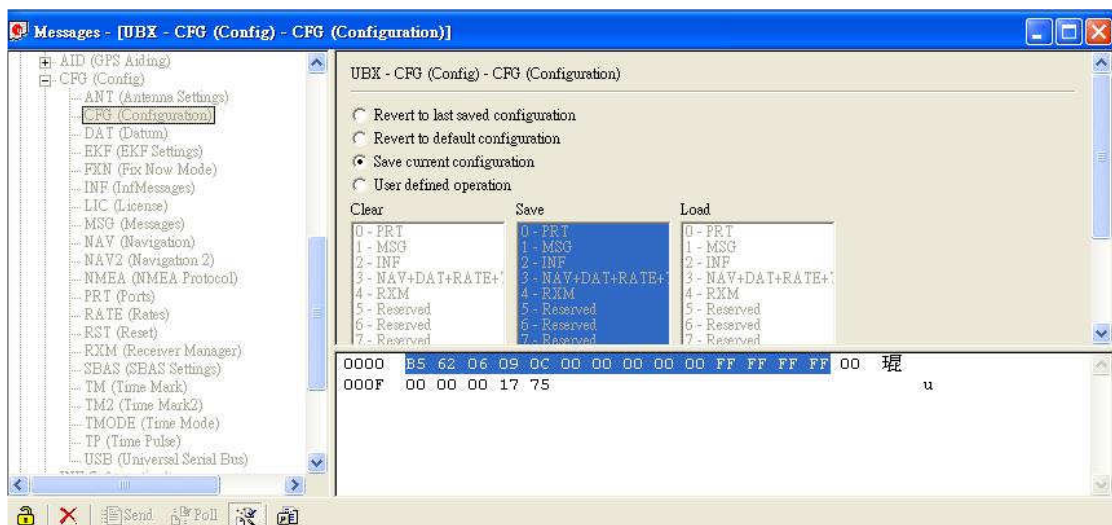 Messages - [UBX - CFG (Config) - CFG (Configuration)]
AID (GPS Aiding)
CFG (Config)
ANT (Antenna Settings)
CFG (Configuration)
DAT (Datum)
EKF (EKF Settings)
FXN (Fix Now Mode)
INF (InfMessages)
LIC (License)
MSG (Messages)
NAV (Navigation)
NAV2 (Navigation 2)
NMEA (NMEA Protocol)
PRT (Ports)
RATE (Rates)
RST (Reset)
RXM (Receiver Manager)
SBAS (SBAS Settings)
TM (Time Mark)
TM2 (Time Mark2)
TMODE (Time Mode)
TP (Time Pulse)
USB (Universal Serial Bus)
UBX - CFG (Config) - CFG (Configuration)
Revert to last saved configuration
Revert to default configuration
Save current configuration
User defined operation
Clear
0 - PRT
1 - MSG
2 - INF
3 - NAV+DAT+RATE+
4 - RXM
5 - Reserved
6 - Reserved
7 - Reserved
Save
0 - PRT
1 - MSG
2 - INF
3 - NAV+DAT+RATE+
4 - RXM
5 - Reserved
6 - Reserved
7 - Reserved
Load
0 - PRT
1 - MSG
2 - INF
3 - NAV+DAT+RATE+
4 - RXM
5 - Reserved
6 - Reserved
7 - Reserved
0000 B5 62 06 09 0C 00 00 00 00 00 FF FF FF FF 00
000F 00 00 00 17 75 u
Send Poll